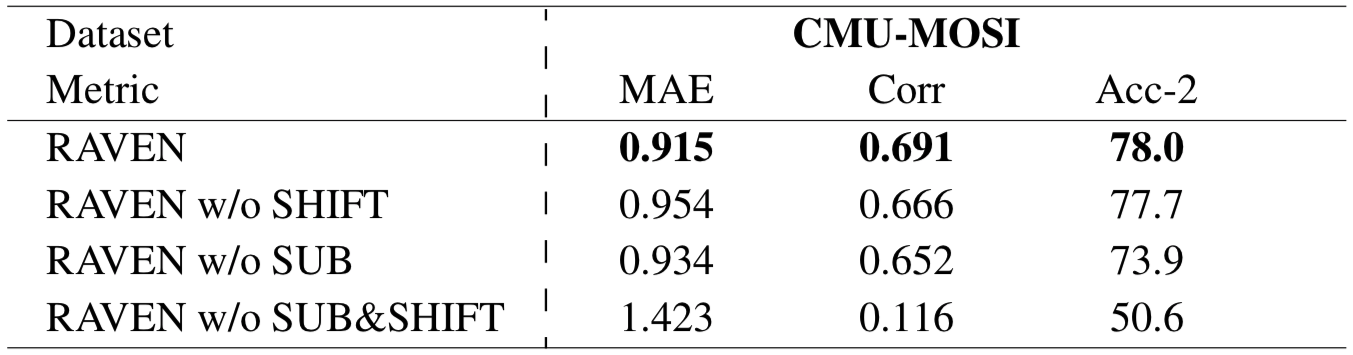 Dataset CMU-MOSI
Metric MAE Corr Acc-2
RAVEN 0.915 0.691 78.0
RAVEN w/o SHIFT 0.954 0.666 77.7
RAVEN w/o SUB 0.934 0.652 73.9
RAVEN w/o SUB&SHIFT 1.423 0.116 50.6